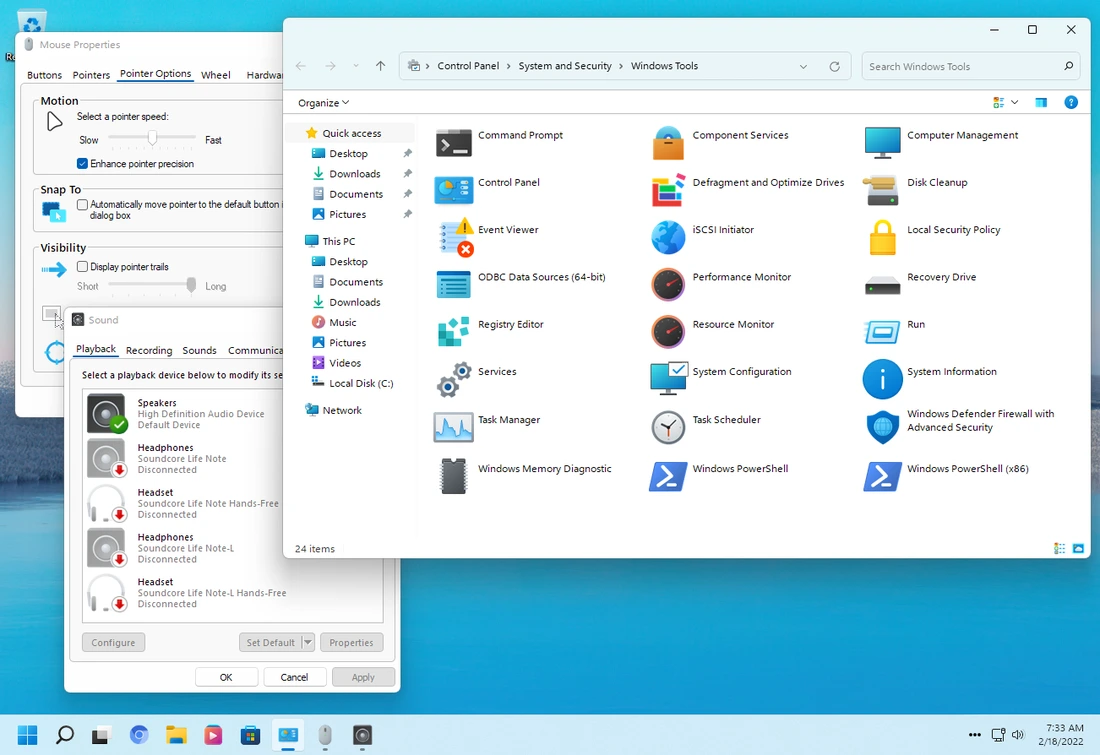 Mouse Properties
Buttons Pointers Pointer Options Wheel
Motion
Select a pointer speed:
Slow Fast
Enhance pointer precision
Snap To
Automatically move pointer to the default button
dialog box
Visibility
Display pointer trails
Short Long
Sound
Playback Recording Sounds
Select a playback device below to modify its
Speakers
High Definition Audio Device
Default Device
Headphones
Soundcore Life Note
Disconnected
Headset
Soundcore Life Note Hands-Free
Disconnected
Headphones
Soundcore Life Note-L
Disconnected
Headset
Soundcore Life Note-L Hands-Free
Disconnected
Configure Set Default Properties
OK Cancel Apply
Control Panel > System and Security > Windows Tools
Search Windows Tools
Organize
Quick access
Desktop
Downloads
Documents
Pictures
This PC
Desktop
Documents
Downloads
Music
Pictures
Videos
Local Disk (C:)
Network
Command Prompt
Component Services
Computer Management
Control Panel
Defragment and Optimize Drives
Disk Cleanup
Event Viewer
iSCSI Initiator
Local Security Policy
ODBC Data Sources (64-bit)
Performance Monitor
Recovery Drive
Registry Editor
Resource Monitor
Run
Services
System Configuration
System Information
Task Manager
Task Scheduler
Windows Defender Firewall with
Advanced Security
Windows Memory Diagnostic
Windows PowerShell
Windows PowerShell (x86)
24 items
7:33 AM
2/18/2022